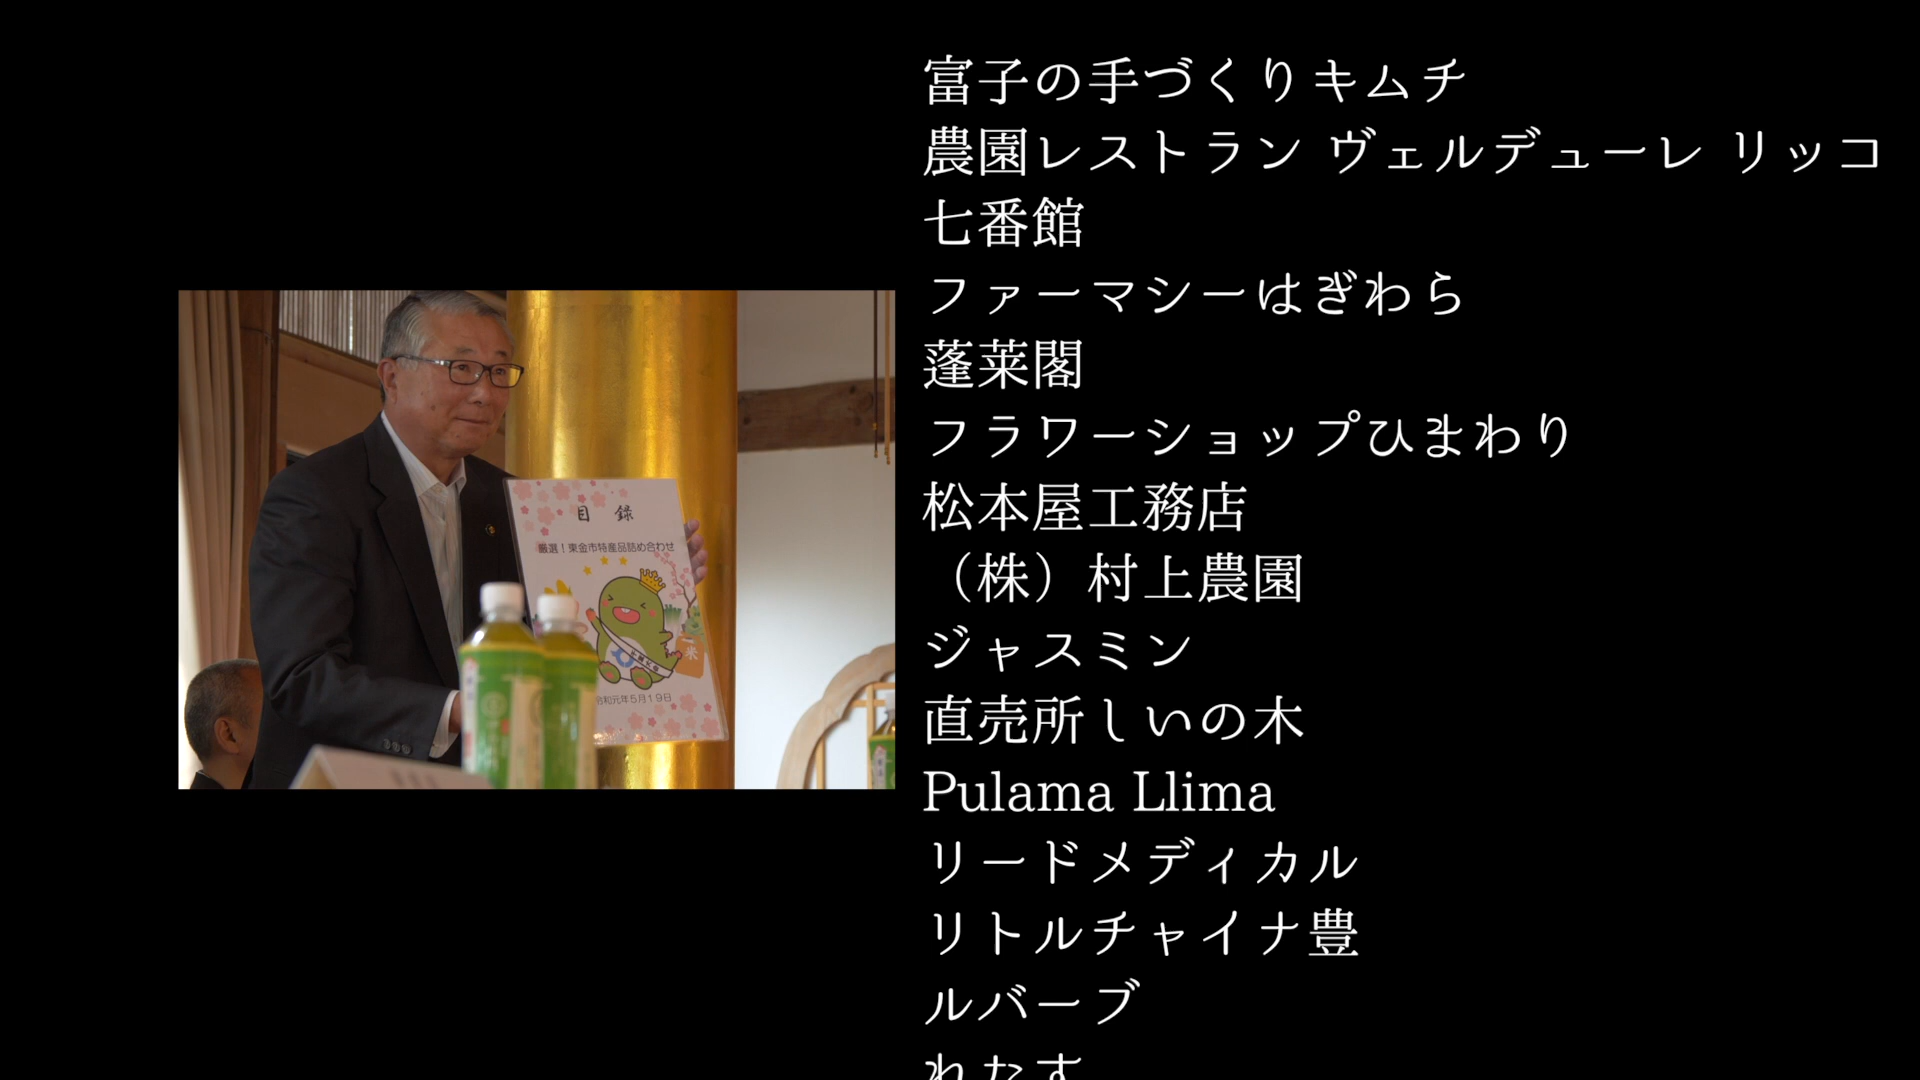 富子の手づくりキムチ
農園レストラン ヴェルデューレ リッコ
七番館
ファーマシーはぎわら
蓬莱閣
フラワーショップひまわり
松本屋工務店
（株）村上農園
ジャスミン
直売所しいの木
Pulama Llima
リードメディカル
リトルチャイナ豊
ルバーブ
れたす
目録
厳選！東金市特産品詰め合わせ
米
令和元年5月19日